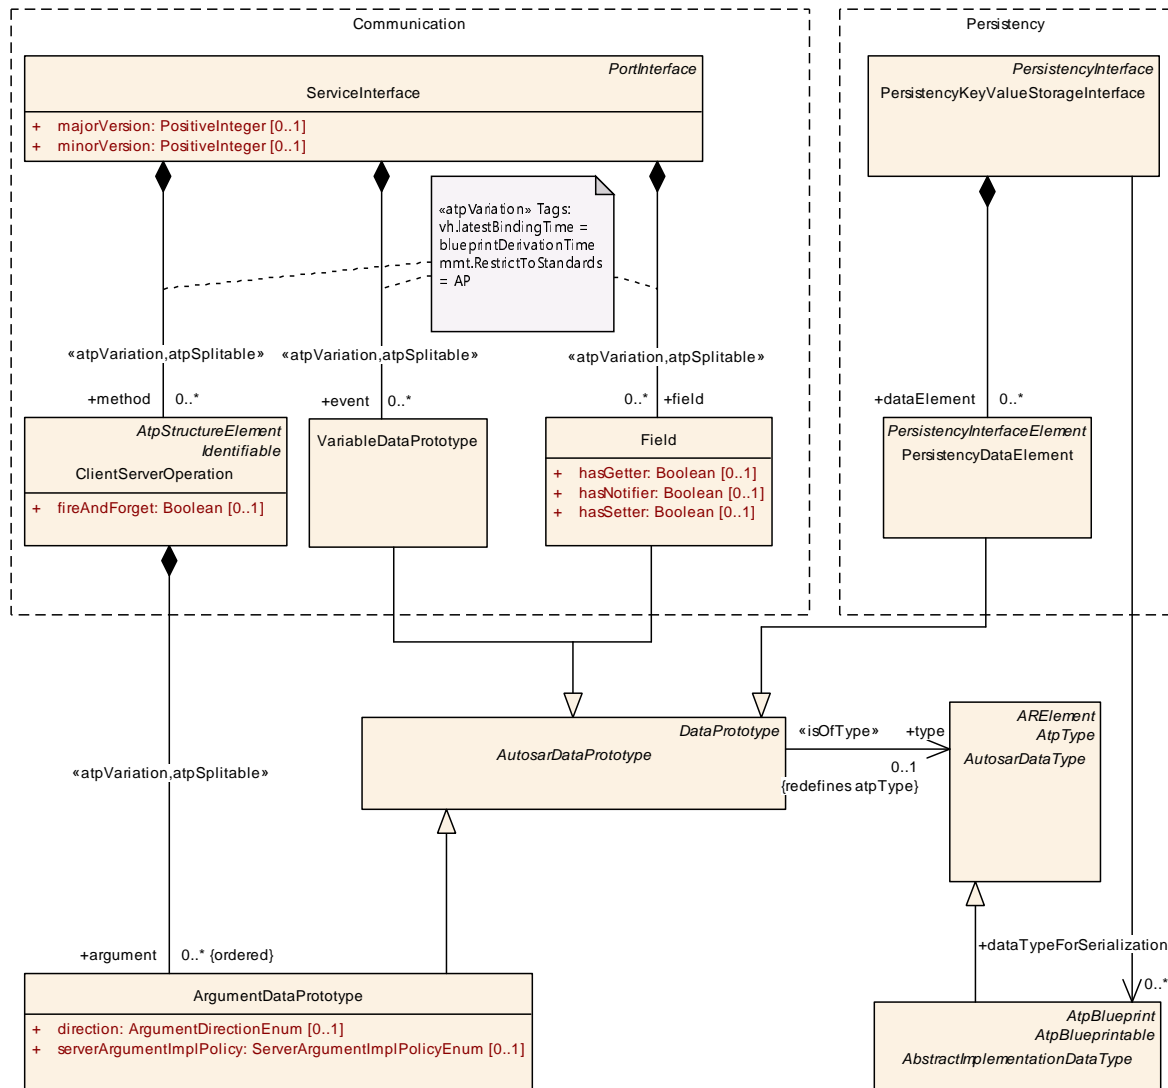 Communication
Persistency
PortInterface
ServiceInterface
+ majorVersion: PositiveInteger [0..1]
+ minorVersion: PositiveInteger [0..1]
PersistencyInterface
PersistencyKeyValueStorageInterface
«atpVariation» Tags:
vh.latestBindingTime =
blueprintDerivationTime
mmt.RestrictToStandards
= AP
«atpVariation,atpSplitable»
«atpVariation,atpSplitable»
«atpVariation,atpSplitable»
+method 0..*
+event 0..*
0..* +field
+dataElement 0..*
AtpStructureElement
Identifiable
ClientServerOperation
+ fireAndForget: Boolean [0..1]
VariableDataPrototype
Field
+ hasGetter: Boolean [0..1]
+ hasNotifier: Boolean [0..1]
+ hasSetter: Boolean [0..1]
PersistencyInterfaceElement
PersistencyDataElement
DataPrototype
AutosarDataPrototype
«isOfType» +type
0..1
{redefines atpType}
ARElement
AtpType
AutosarDataType
«atpVariation,atpSplitable»
+argument 0..* {ordered}
+dataTypeForSerialization
0..*
ArgumentDataPrototype
+ direction: ArgumentDirectionEnum [0..1]
+ serverArgumentImplPolicy: ServerArgumentImplPolicyEnum [0..1]
AtpBlueprint
AtpBlueprintable
AbstractImplementationDataType